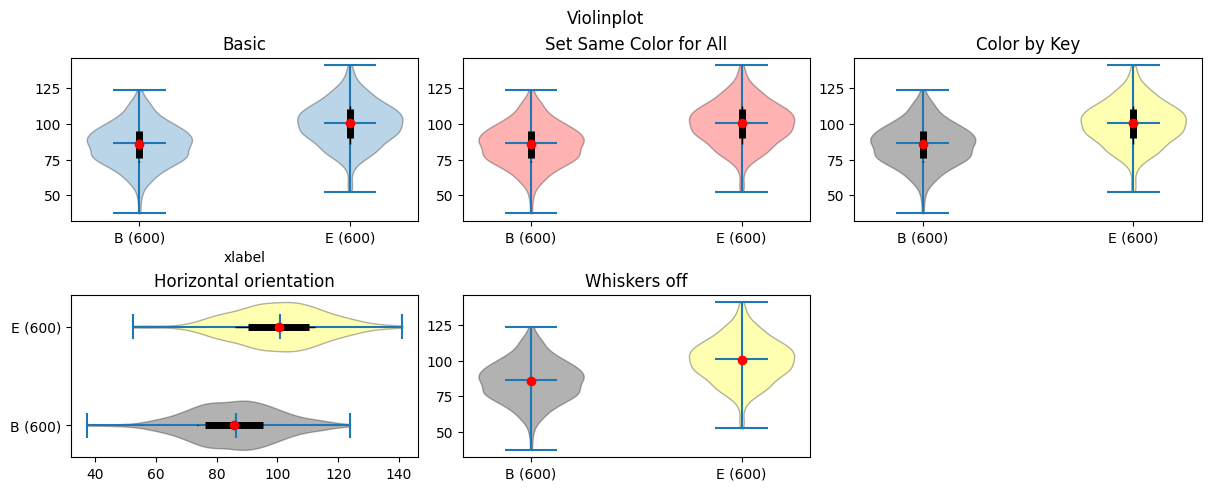 Violinplot
Basic
125
100
75
50
B (600)
E (600)
xlabel
Set Same Color for All
125
100
75
50
B (600)
E (600)
Color by Key
125
100
75
50
B (600)
E (600)
Horizontal orientation
E (600)
B (600)
40
60
80
100
120
140
Whiskers off
125
100
75
50
B (600)
E (600)